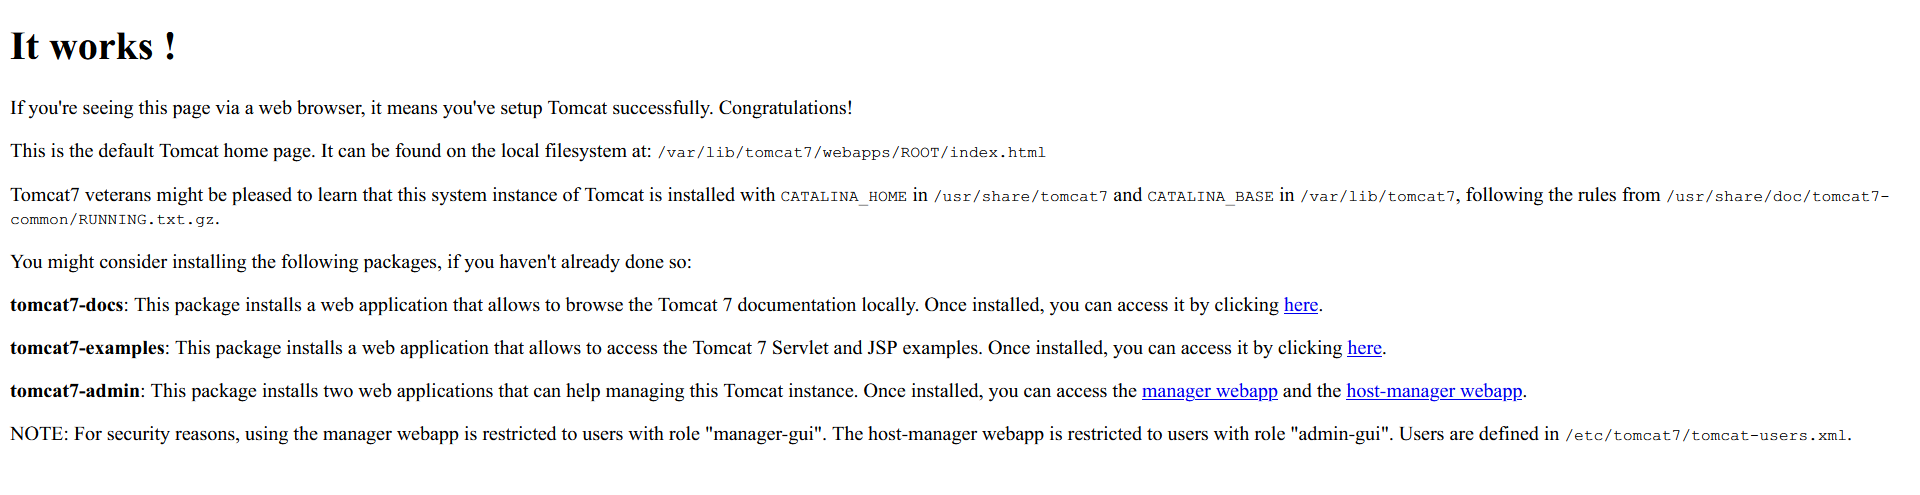 It works !
If you're seeing this page via a web browser, it means you've setup Tomcat successfully. Congratulations!
This is the default Tomcat home page. It can be found on the local filesystem at: /var/lib/tomcat7/webapps/ROOT/index.html
Tomcat7 veterans might be pleased to learn that this system instance of Tomcat is installed with CATALINA_HOME in /usr/share/tomcat7 and CATALINA_BASE in /var/lib/tomcat7, following the rules from /usr/share/doc/tomcat7-
common/RUNNING.txt.gz.
You might consider installing the following packages, if you haven't already done so:
tomcat7-docs: This package installs a web application that allows to browse the Tomcat 7 documentation locally. Once installed, you can access it by clicking here.
tomcat7-examples: This package installs a web application that allows to access the Tomcat 7 Servlet and JSP examples. Once installed, you can access it by clicking here.
tomcat7-admin: This package installs two web applications that can help managing this Tomcat instance. Once installed, you can access the manager webapp and the host-manager webapp.
NOTE: For security reasons, using the manager webapp is restricted to users with role "manager-gui". The host-manager webapp is restricted to users with role "admin-gui". Users are defined in /etc/tomcat7/tomcat-users.xml.